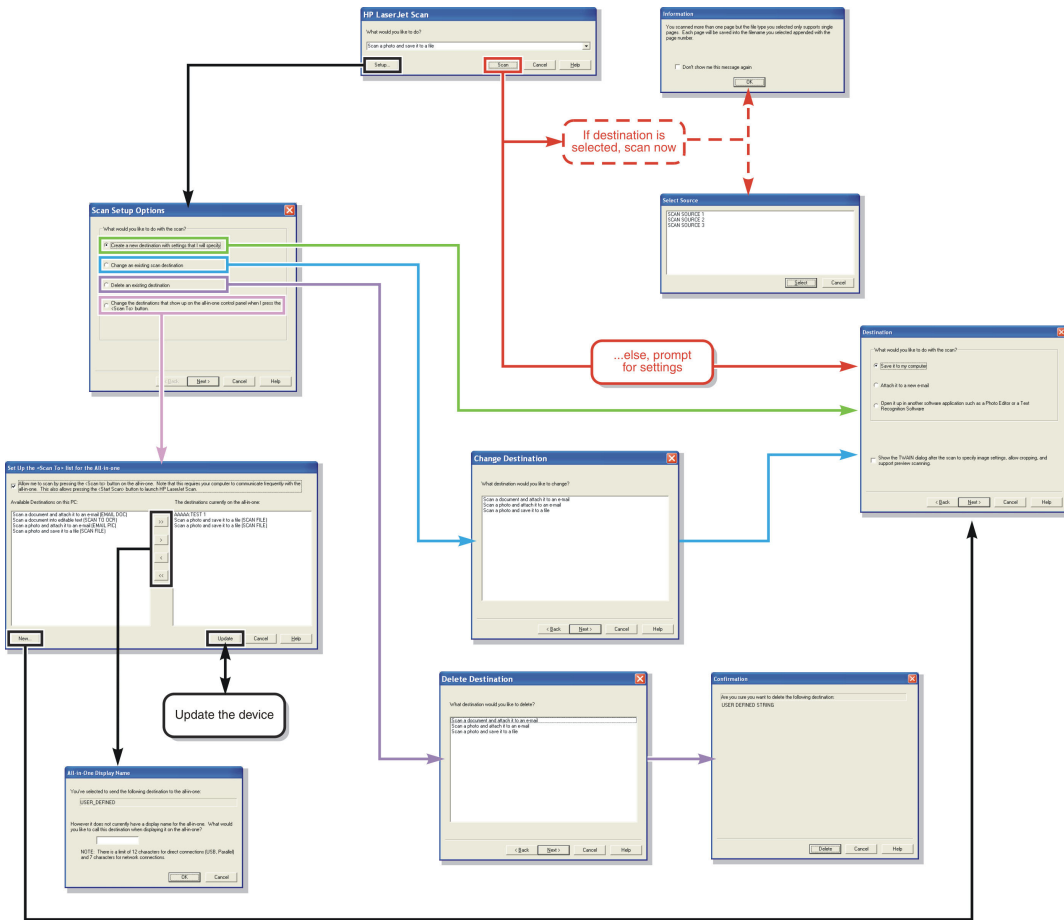 HP LaserJet Scan
What would you like to do?
Scan a photo and save it to a file
Setup...
Scan
Cancel
Help
Information
You scanned more than one page but the file type you selected only supports single
pages. Each page will be saved into the filename you selected appended with the
page number.
Don't show me this message again
OK
If destination is
selected, scan now
Select Source
SCAN SOURCE 1
SCAN SOURCE 2
SCAN SOURCE 3
Select
Cancel
Scan Setup Options
What would you like to do with the scan?
Create a new destination with settings that I will specify
Change an existing scan destination
Delete an existing destination
Change the destinations that show up on the all-in-one control panel when I press the
<Scan To> button.
< Back
Next >
Cancel
Help
...else, prompt
for settings
Destination
What would you like to do with the scan?
Save it to my computer
Attach it to a new e-mail
Open it up in another software application such as a Photo Editor or a Text
Recognition Software
Show the TWAIN dialog after the scan to specify image settings, allow cropping, and
support preview scanning.
< Back
Next >
Cancel
Help
Set Up the <Scan To> list for the All-in-one
Allow me to scan by pressing the <Scan to> button on the all-in-one. Note that this requires your computer to communicate frequently with the
all-in-one. This also allows pressing the <Start Scan> button to launch HP LaserJet Scan.
Available Destinations on this PC:
The destinations currently on the all-in-one:
Scan a document and attach it to an e-mail (EMAIL DOC)
Scan a document into editable text (SCAN TO OCR)
Scan a photo and attach it to an e-mail (EMAIL PIC)
Scan a photo and save it to a file (SCAN FILE)
>>
>
<
<<
AAAAA TEST 1
Scan a photo and save it to a file (SCAN FILE)
Scan a photo and save it to a file (SCAN FILE)
New...
Update
Cancel
Help
Update the device
Change Destination
What destination would you like to change?
Scan a document and attach it to an e-mail
Scan a photo and attach it to an e-mail
Scan a photo and save it to a file
< Back
Next >
Cancel
Help
Delete Destination
What destination would you like to delete?
Scan a document and attach it to an e-mail
Scan a photo and attach it to an e-mail
Scan a photo and save it to a file
< Back
Next >
Cancel
Help
Confirmation
Are you sure you want to delete the following destination:
USER DEFINED STRING
Delete
Cancel
Help
All-in-One Display Name
You've selected to send the following destination to the all-in-one:
USER_DEFINED
However it does not currently have a display name for the all-in-one. What would
you like to call this destination when displaying it on the all-in-one?
NOTE: There is a limit of 12 characters for direct connections (USB, Parallel)
and 7 characters for network connections.
OK
Cancel